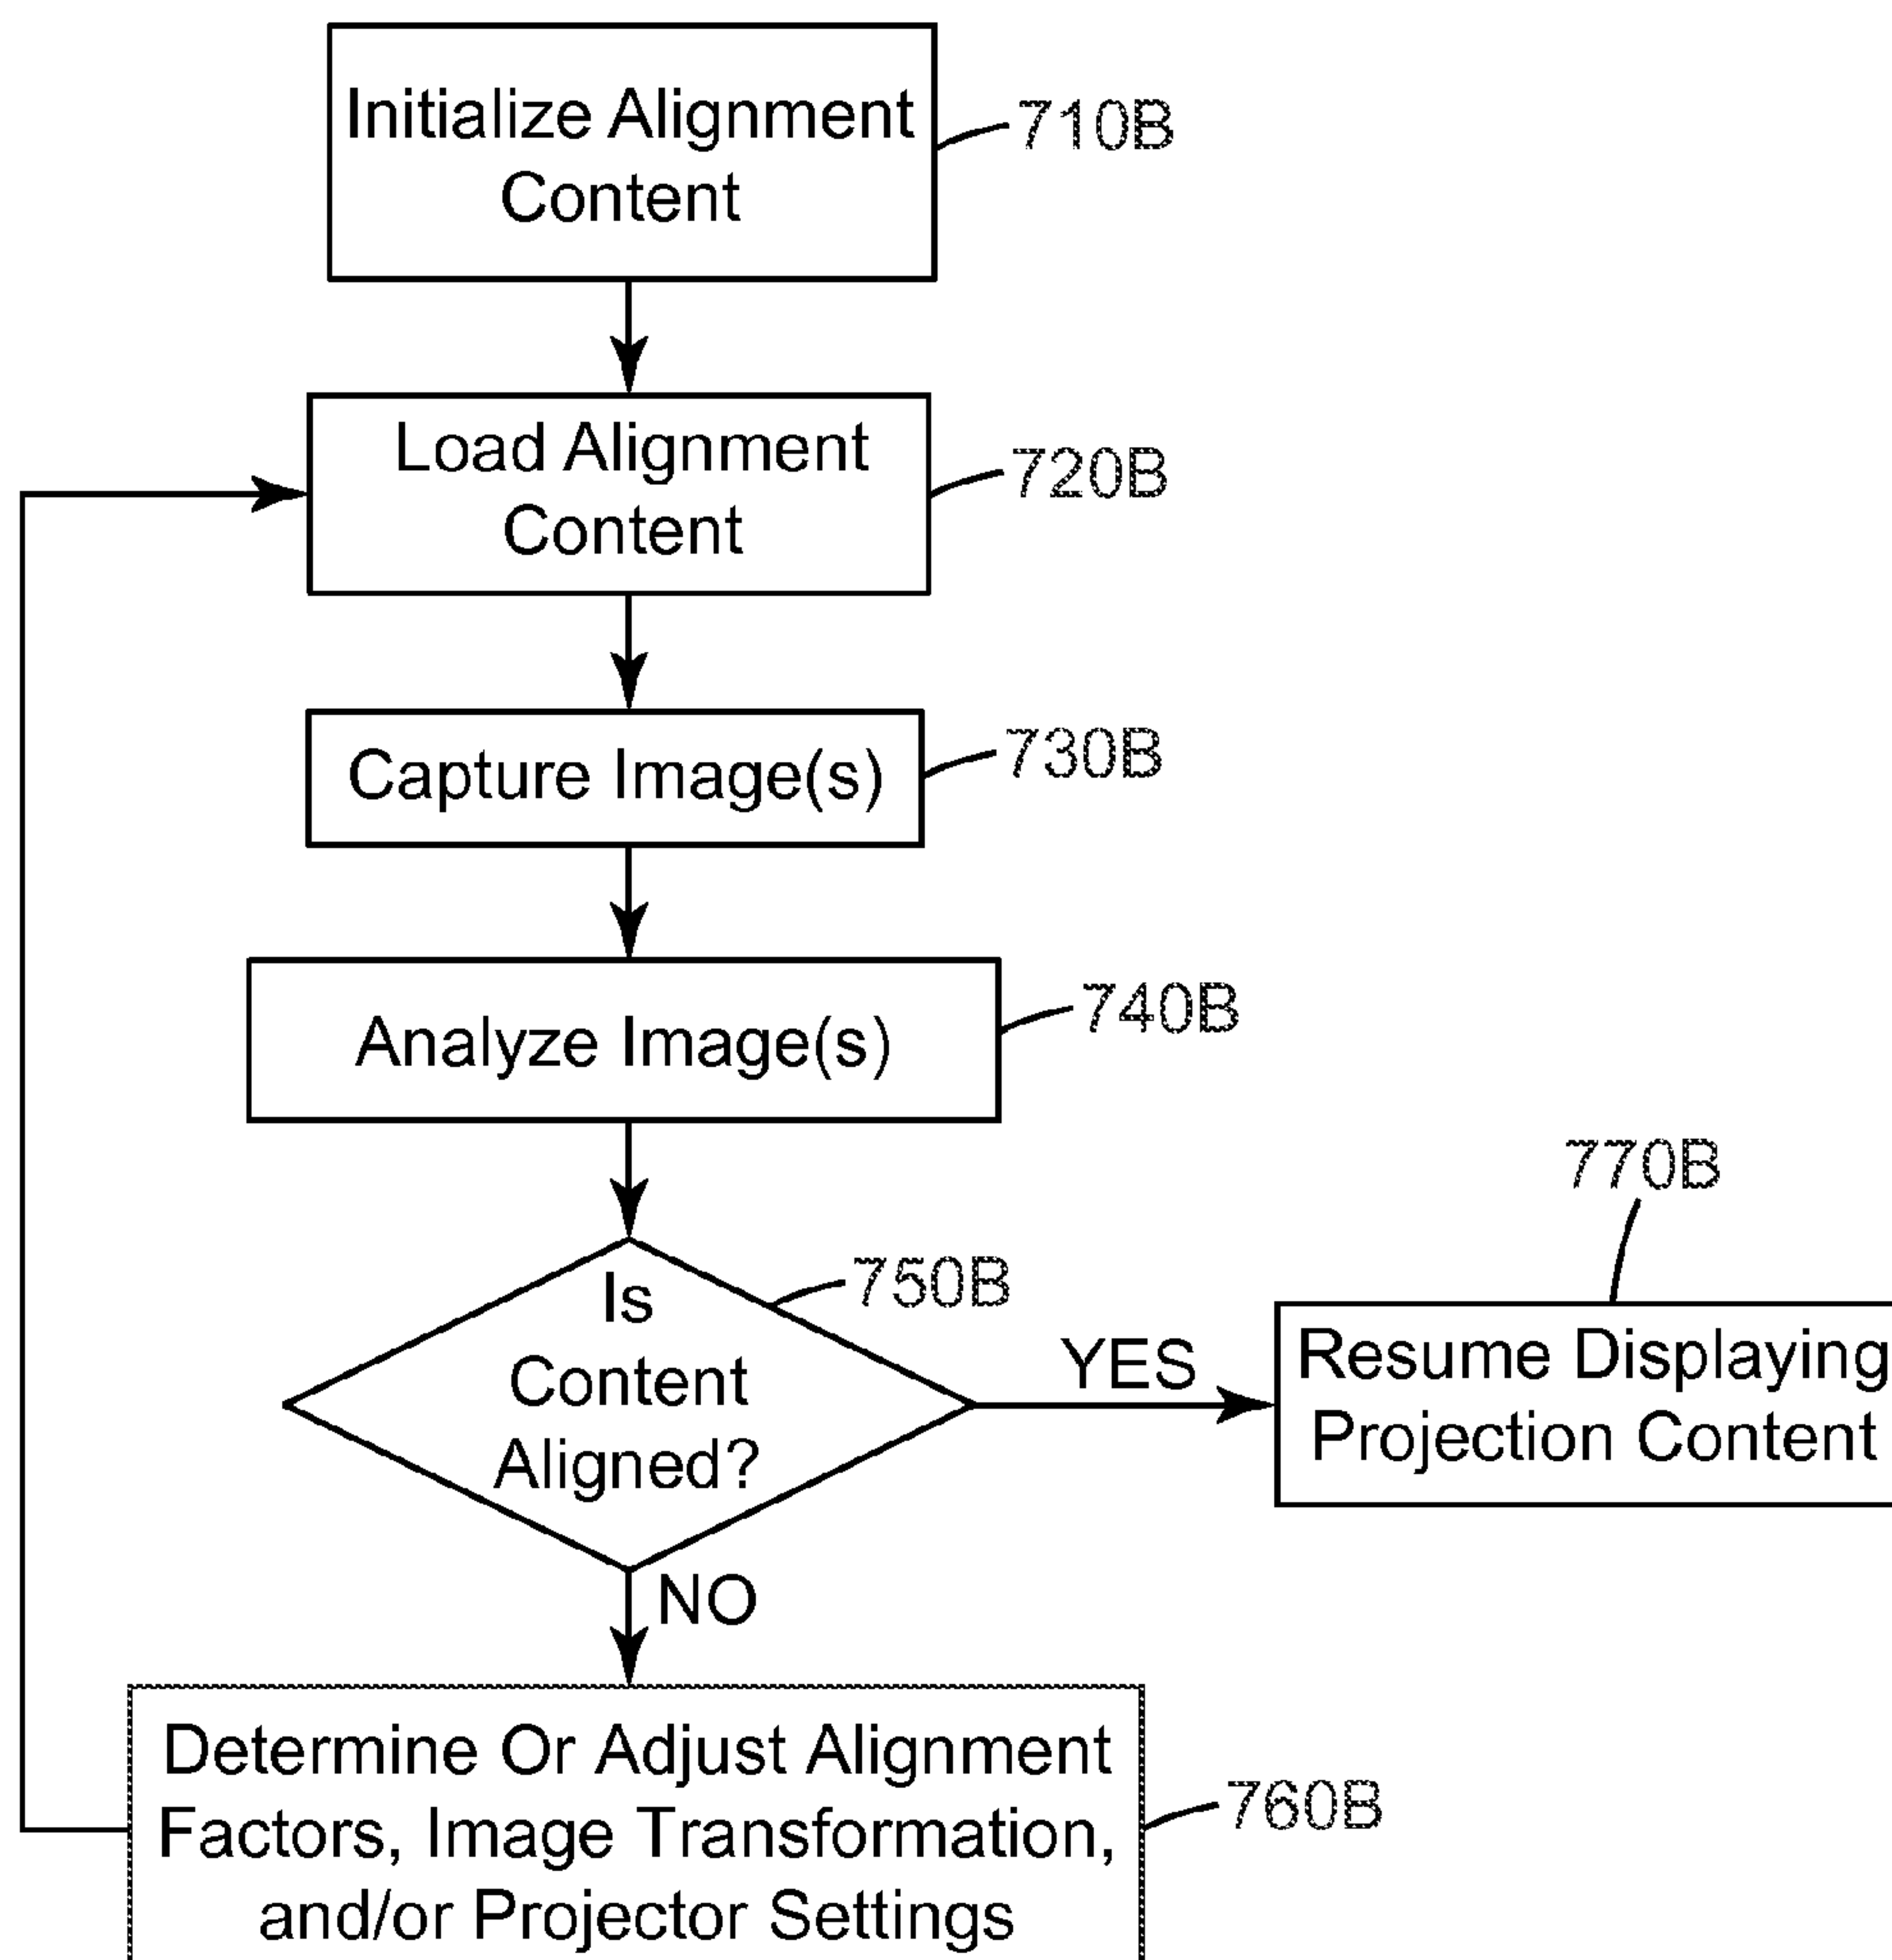 Initialize Alignment
Content
710B
Load Alignment
Content
720B
Capture Image(s)
730B
Analyze Image(s)
740B
Is
Content
Aligned?
750B
YES
770B
Resume Displaying
Projection Content
NO
Determine Or Adjust Alignment
Factors, Image Transformation,
and/or Projector Settings
760B